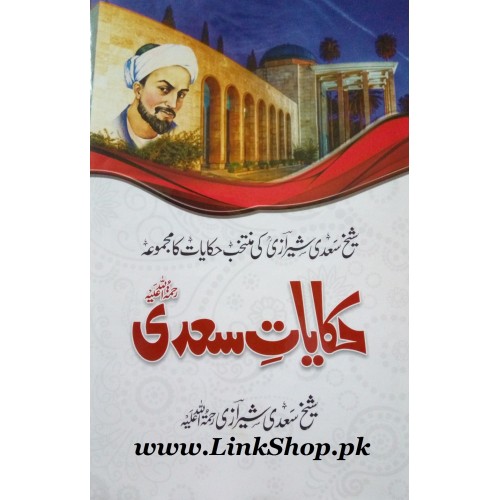 شیخ سعدی شیرازیؒ کی منتخب حکایات کا مجموعہ
رحمۃ اللہ علیہ
حکایاتِ سعدی
شیخ سعدی شیرازی رحمۃ اللہ علیہ
www.LinkShop.pk